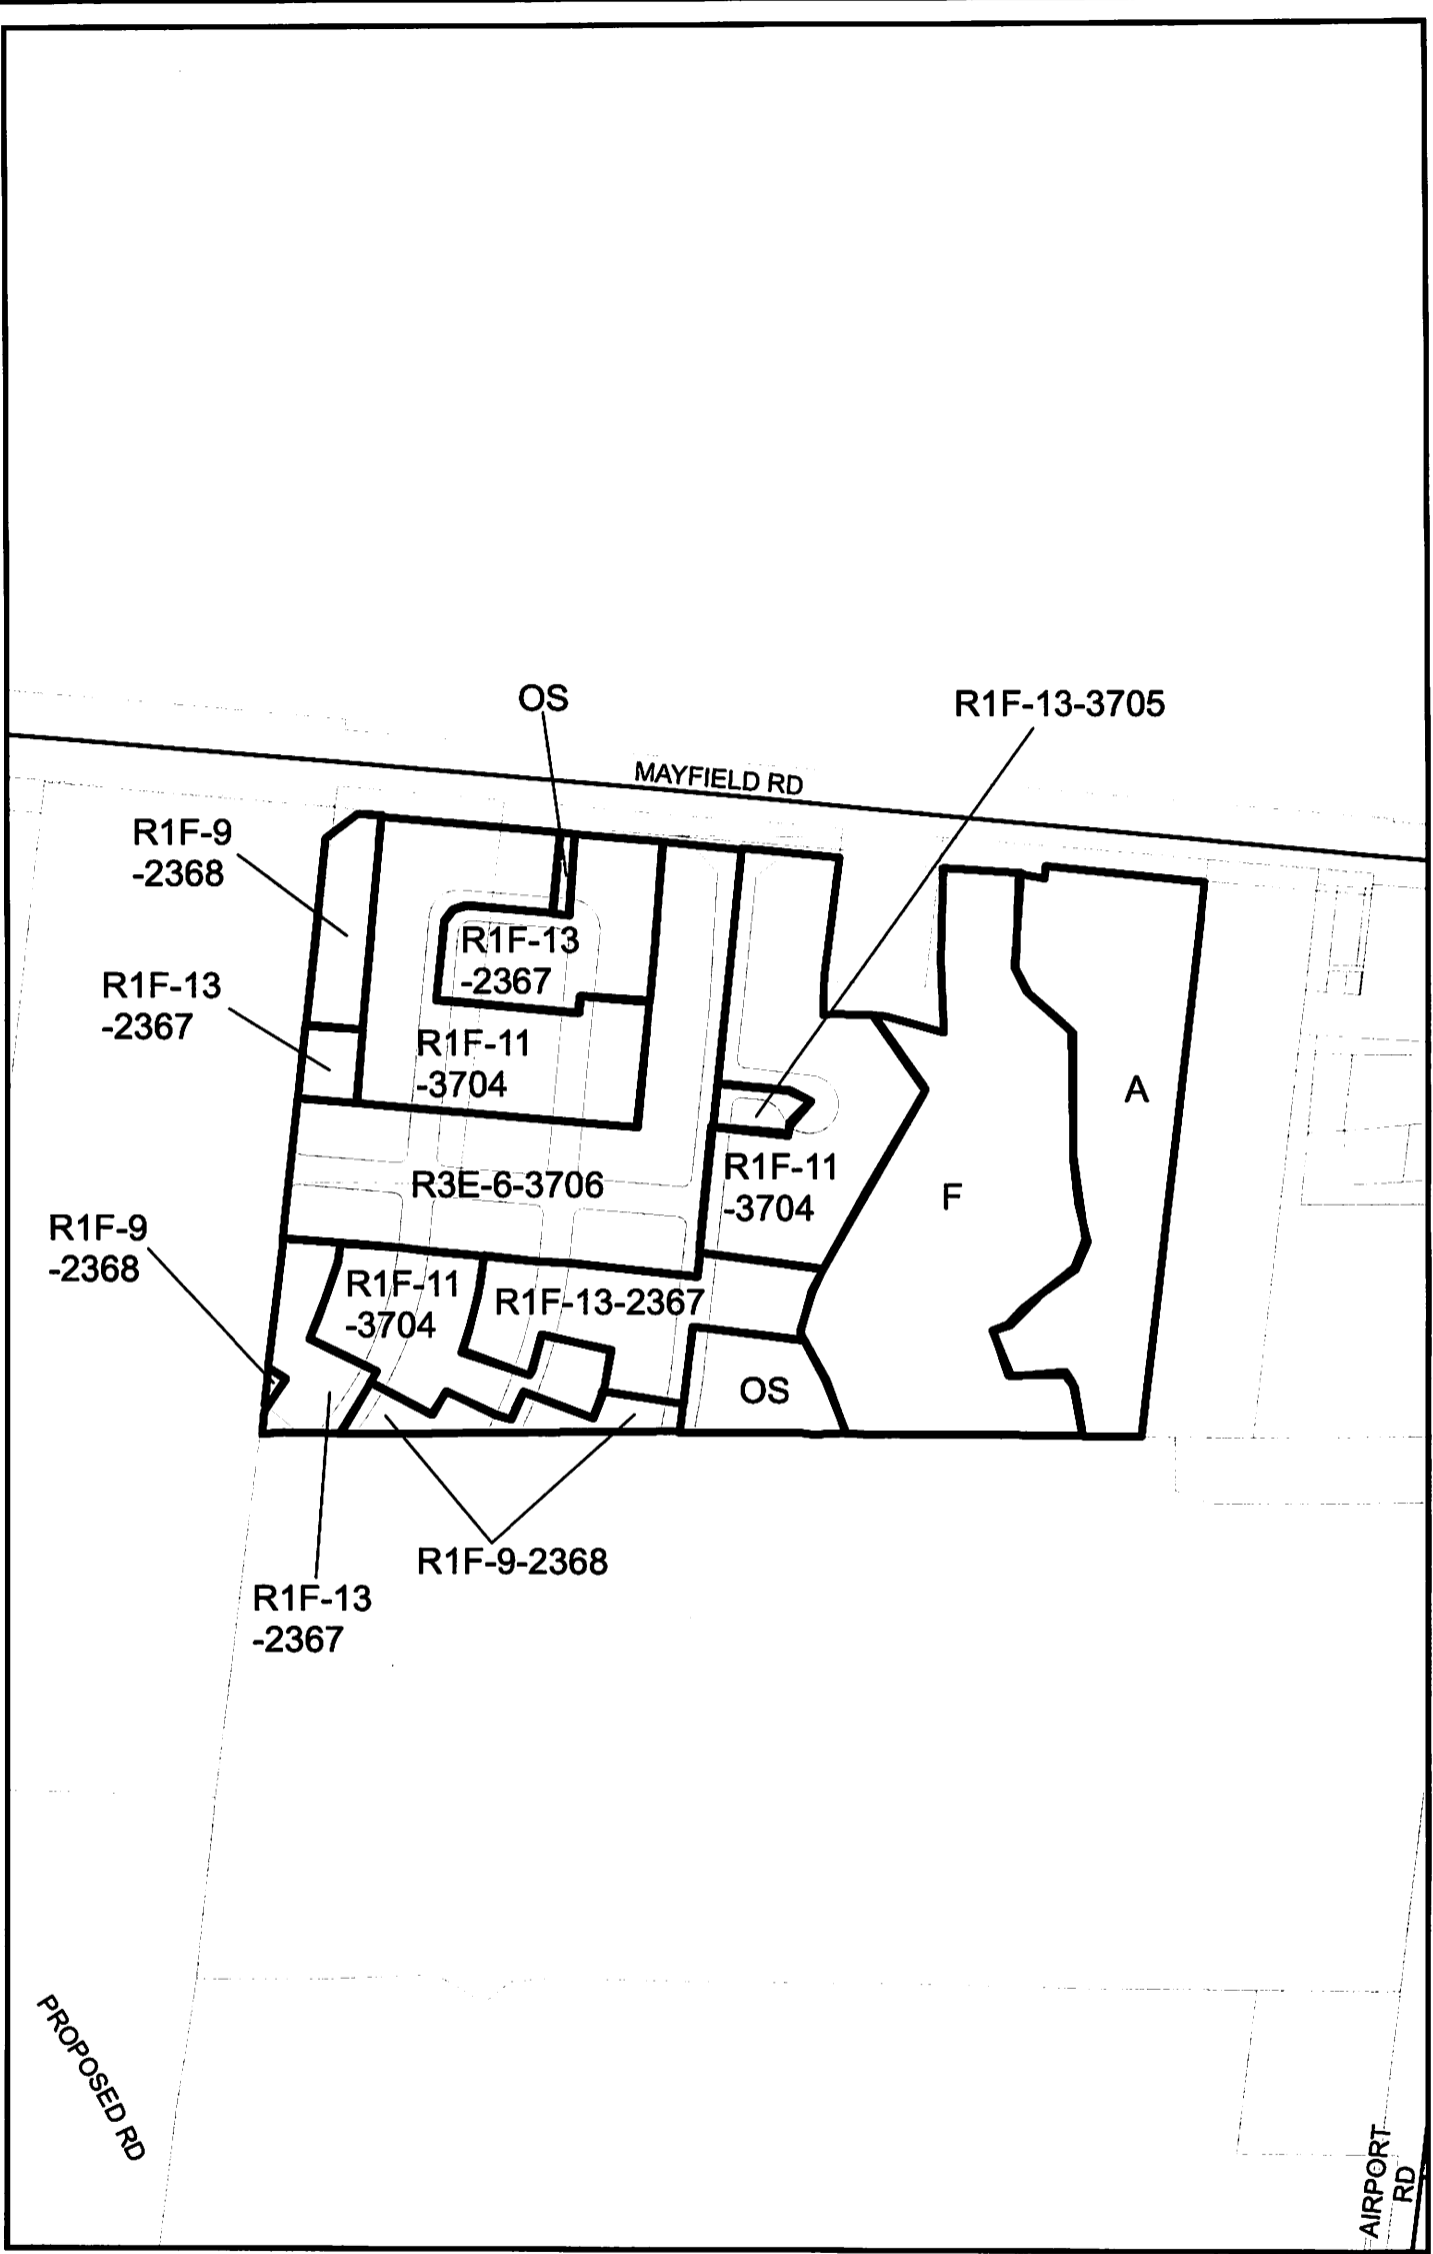 OS
R1F-13-3705
MAYFIELD RD
R1F-9
-2368
R1F-13
-2367
R1F-13
-2367
R1F-11
-3704
A
R1F-11
-3704
R3E-6-3706
F
R1F-9
-2368
R1F-11
-3704
R1F-13-2367
OS
R1F-9-2368
R1F-13
-2367
PROPOSED RD
AIRPORT
RD